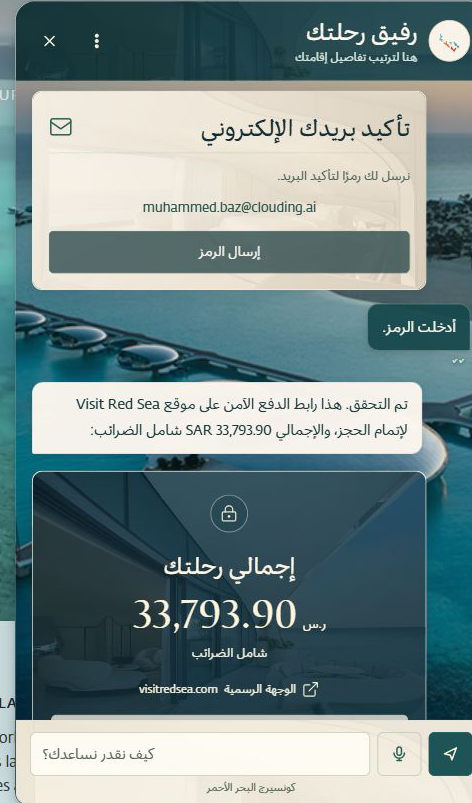 رفيق رحلتك
هنا لترتيب تفاصيل إقامتك
تأكيد بريدك الإلكتروني
نرسل لك رمزًا لتأكيد البريد.
muhammed.baz@clouding.ai
إرسال الرمز
أدخلت الرمز.
تم التحقق. هذا رابط الدفع الآمن على موقع Visit Red Sea
لإتمام الحجز، والإجمالي SAR 33,793.90 شامل الضرائب:
إجمالي رحلتك
33,793.90 ر.س
شامل الضرائب
الوجهة الرسمية visitredsea.com
كيف نقدر نساعدك؟
كونسيرج البحر الأحمر